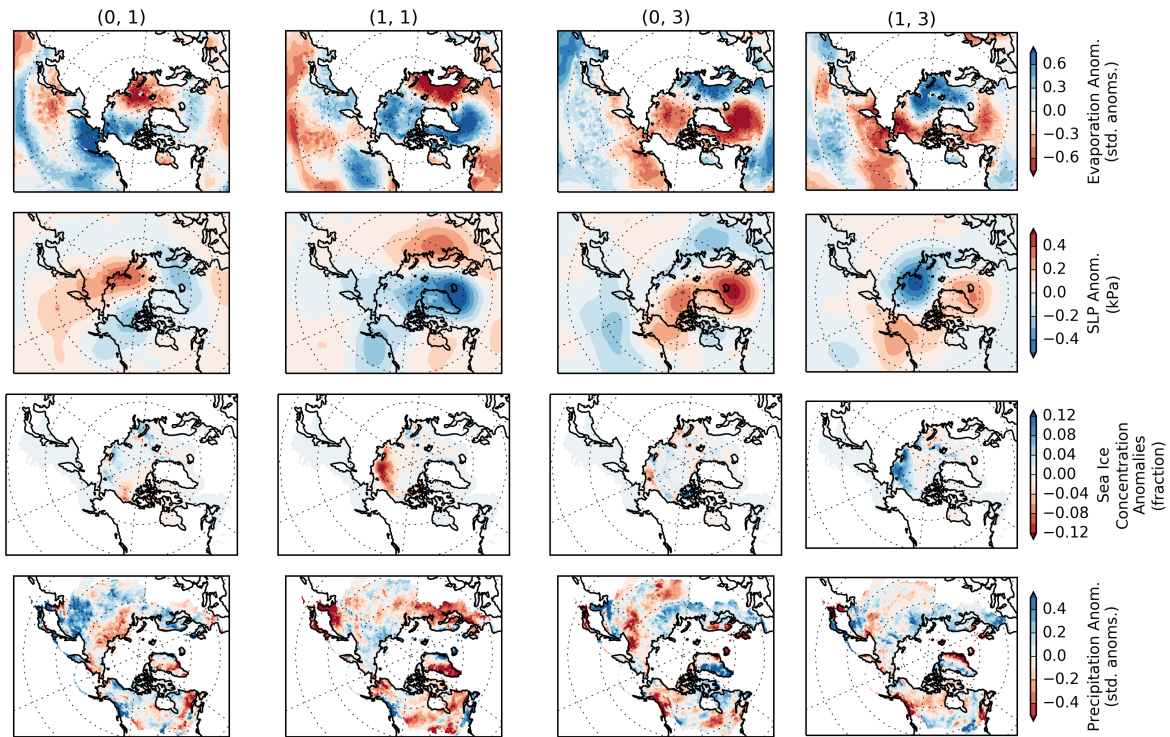 (0, 1)
(1, 1)
(0, 3)
(1, 3)
0.6
0.3
0.0
−0.3
−0.6
Evaporation Anom.
(std. anoms.)
0.4
0.2
0.0
−0.2
−0.4
SLP Anom.
(kPa)
0.12
0.08
0.04
0.00
−0.04
−0.08
−0.12
Sea Ice
Concentration
Anomalies
(fraction)
0.4
0.2
0.0
−0.2
−0.4
Precipitation Anom.
(std. anoms.)